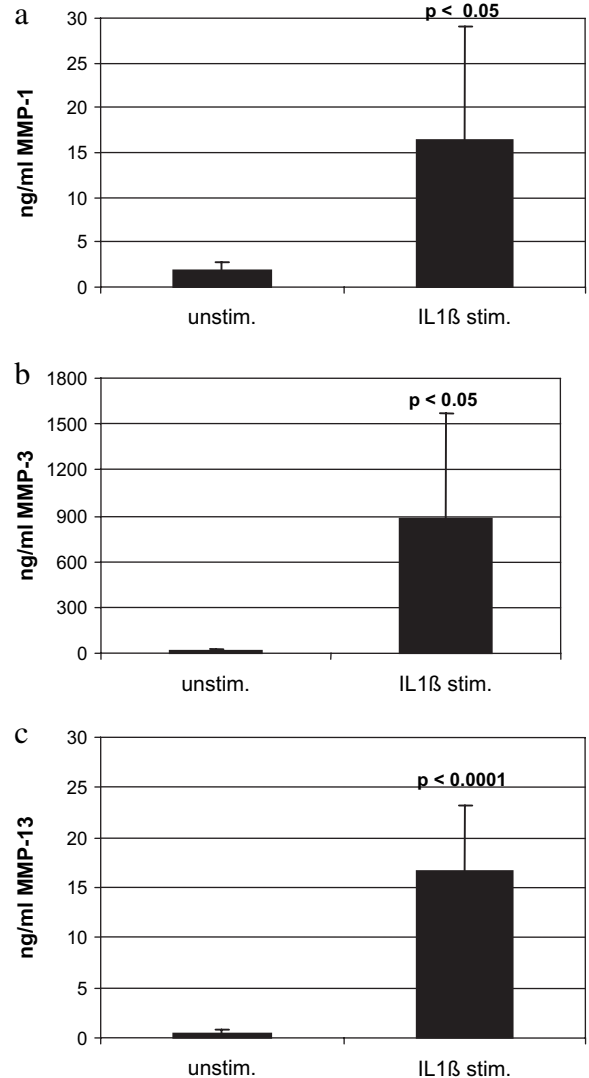 a
p < 0.05
ng/ml MMP-1
30
25
20
15
10
5
0
unstim.
IL1ß stim.
b
p < 0.05
ng/ml MMP-3
1800
1500
1200
900
600
300
0
unstim.
IL1ß stim.
c
p < 0.0001
ng/ml MMP-13
30
25
20
15
10
5
0
unstim.
IL1ß stim.